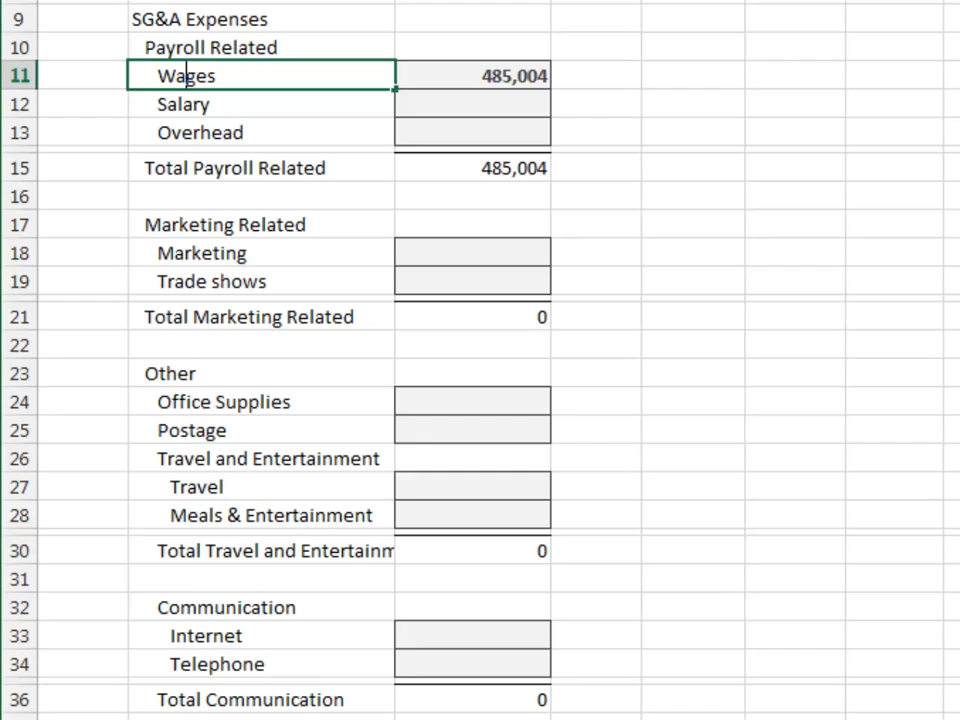 9 SG&A Expenses
10 Payroll Related
11 Wages 485,004
12 Salary
13 Overhead
15 Total Payroll Related 485,004
16
17 Marketing Related
18 Marketing
19 Trade shows
21 Total Marketing Related 0
22
23 Other
24 Office Supplies
25 Postage
26 Travel and Entertainment
27 Travel
28 Meals & Entertainment
30 Total Travel and Entertainm 0
31
32 Communication
33 Internet
34 Telephone
36 Total Communication 0